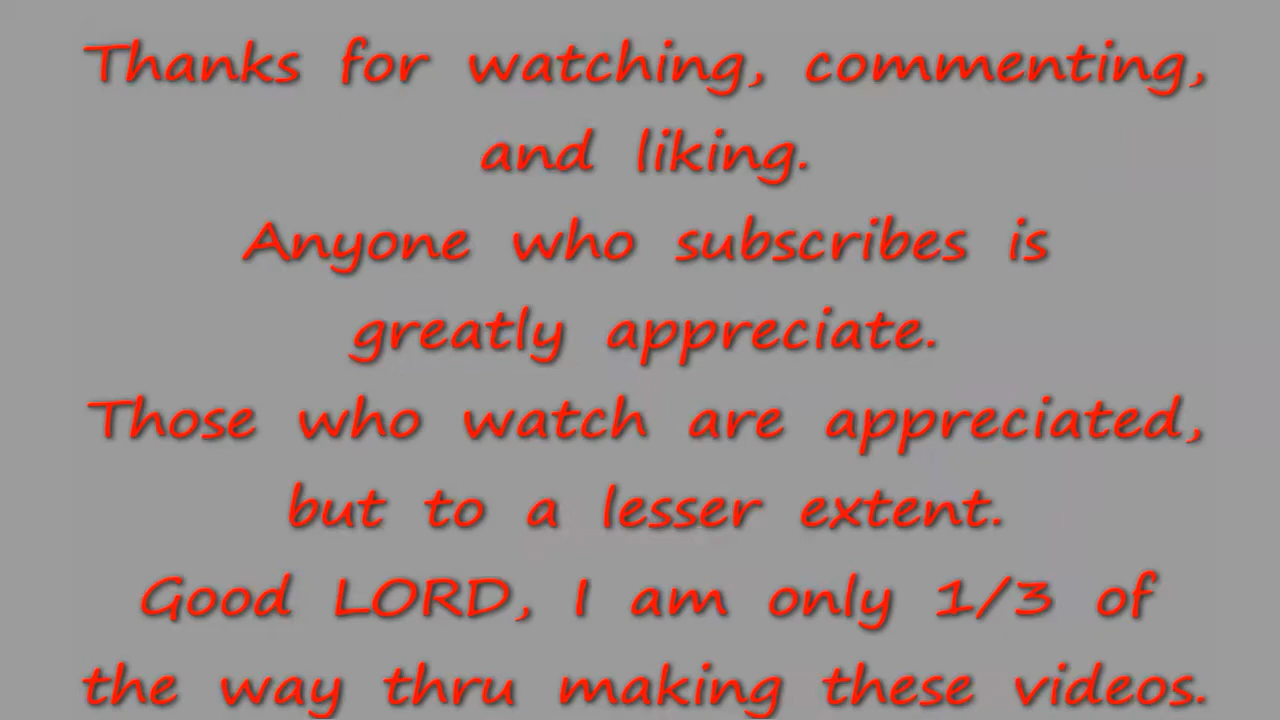 Thanks for watching, commenting,
and liking.
Anyone who subscribes is
greatly appreciate.
Those who watch are appreciated,
but to a lesser extent.
Good LORD, I am only 1/3 of
the way thru making these videos.